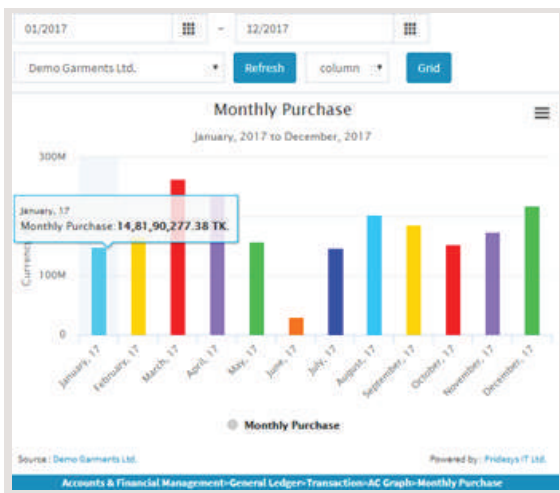 01/2017 - 12/2017
Demo Garments Ltd. Refresh column Grid
Monthly Purchase
January, 2017 to December, 2017
300M
January, 17
Monthly Purchase: 14,81,90,277.38 TK.
100M
0
January, 17 February, 17 March, 17 April, 17 May, 17 June, 17 July, 17 August, 17 September, 17 October, 17 November, 17 December, 17
Monthly Purchase
Source : Demo Garments Ltd. Powered by : Pridesys IT Ltd.
Accounts & Financial Management>General Ledger>Transaction>AC Graph>Monthly Purchase